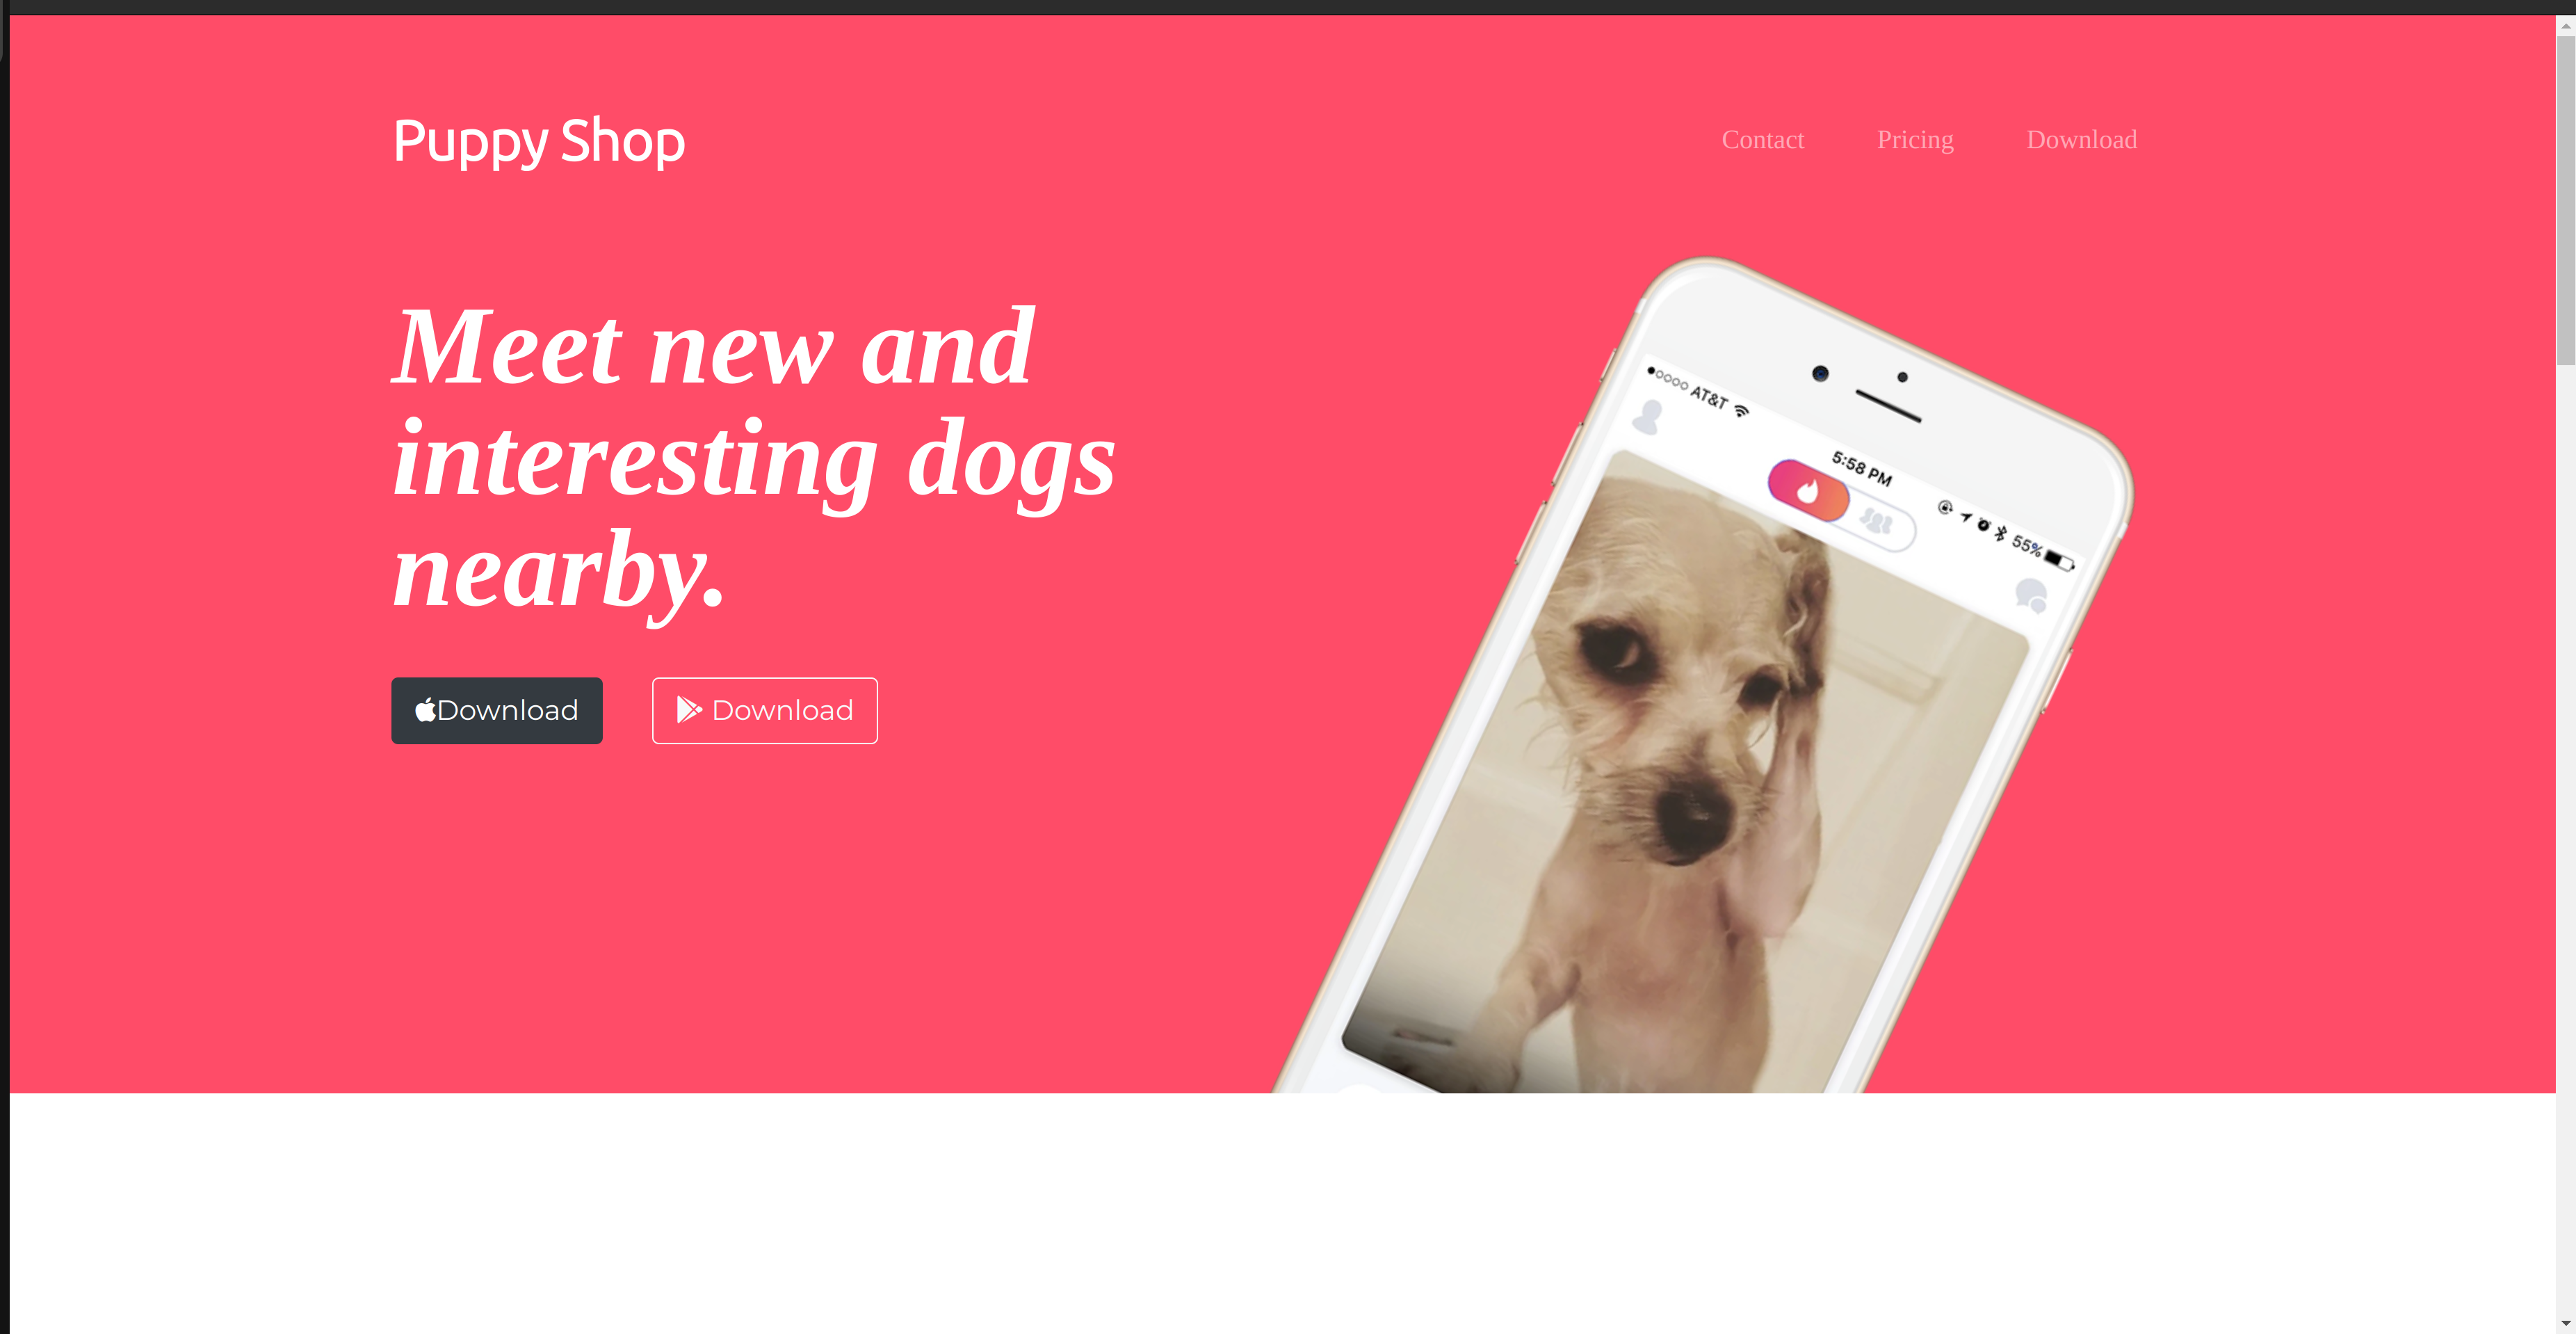 Puppy Shop
Contact
Pricing
Download
Meet new and
interesting dogs
nearby.
Download
Download
AT&T
5:58 PM
55%